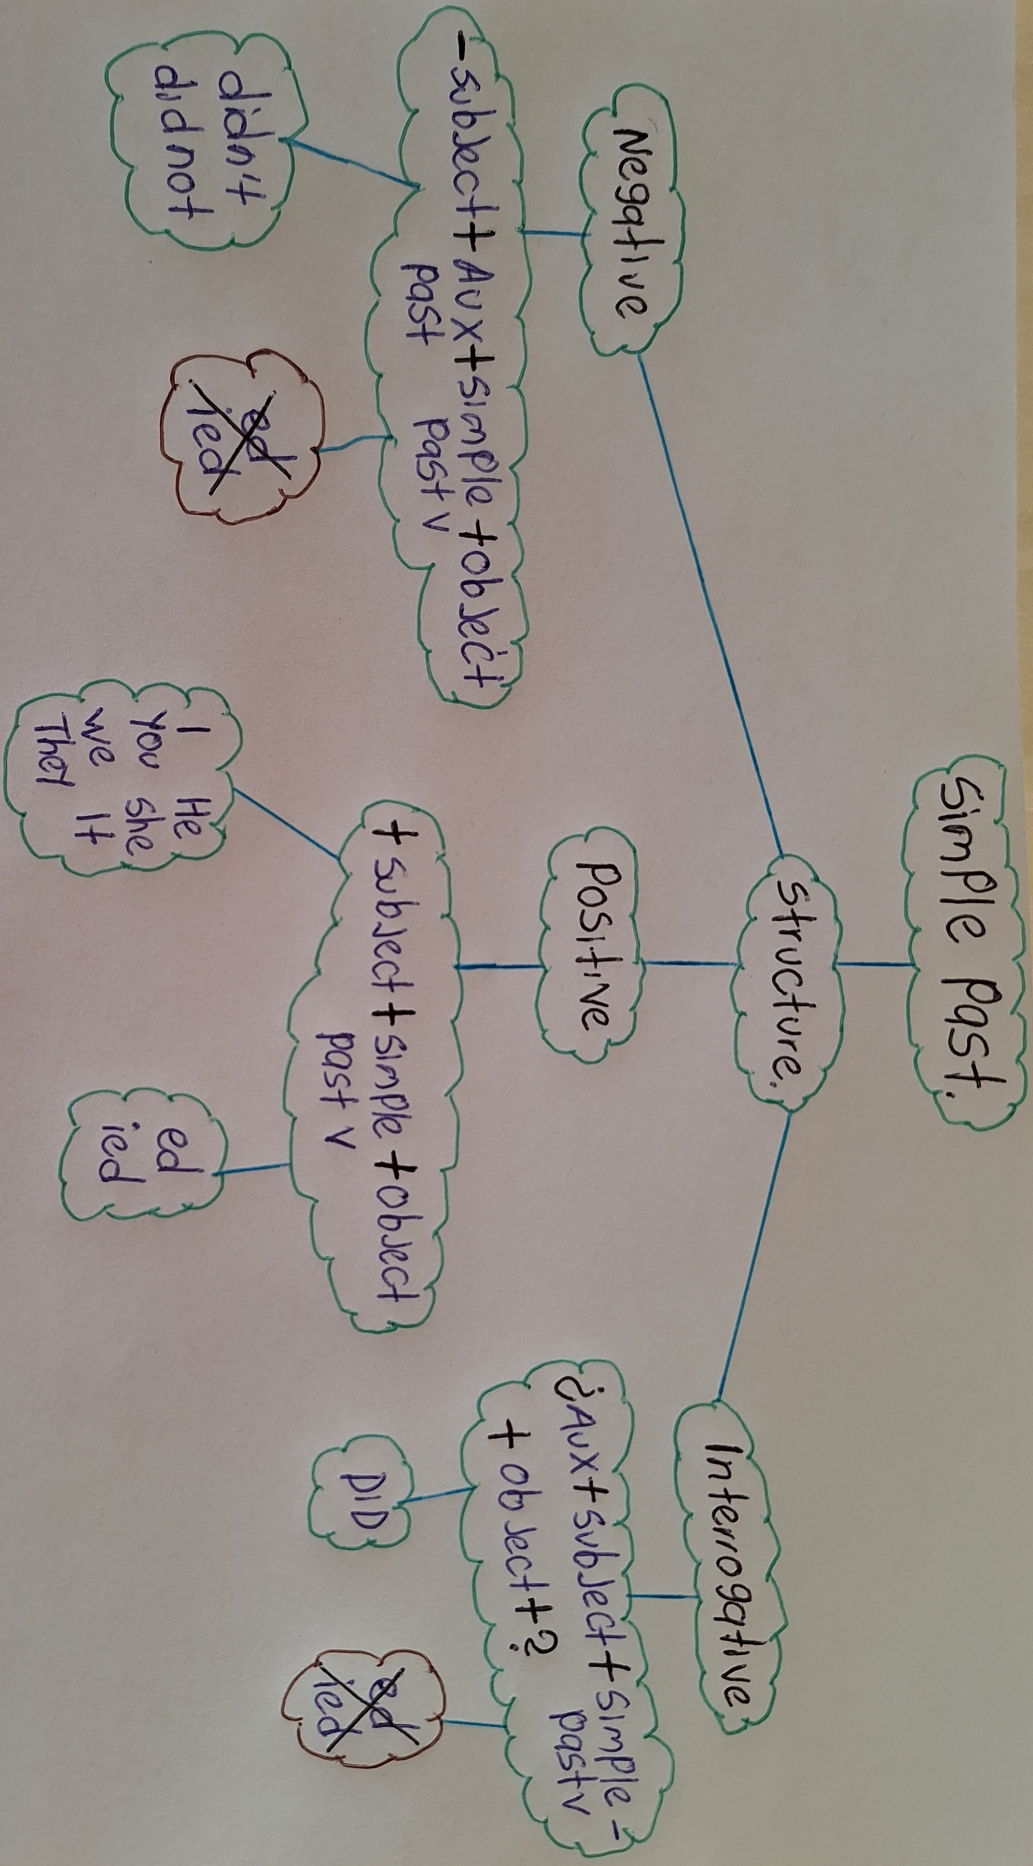 Simple Past.
Structure.
Negative
Positive
Interrogative
-Subject+ Aux+simple+object
past past v
didn't
did not
ed
ied
+ subject+simple+object
past v
I He
you she
we It
They
ed
ied
¿Aux+subject+simple-
past v
+ object+?
DID
ed
ied